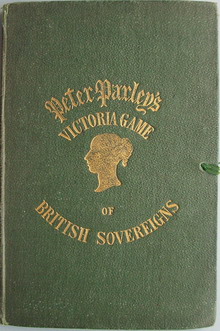 Peter Parley's
VICTORIA GAME
OF
BRITISH SOVEREIGNS